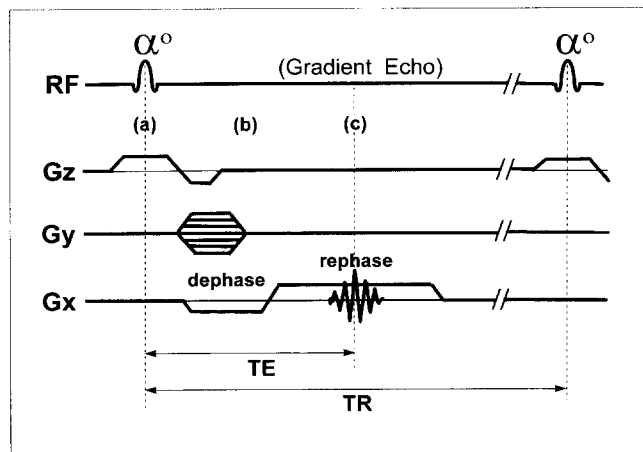 α° α°
RF (Gradient Echo)
(a) (b) (c)
Gz
Gy
dephase rephase
Gx
TE
TR